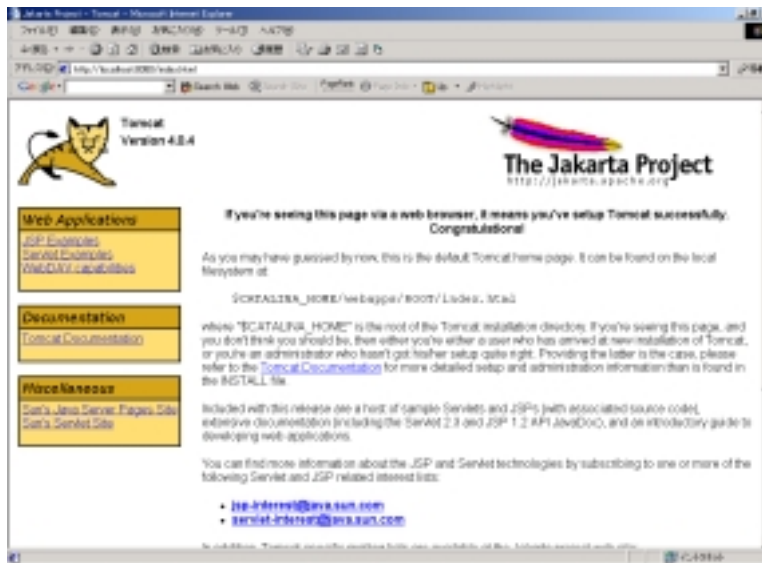 Jakarta Project - Tomcat - Microsoft Internet Explorer
Google
Search Web
PageRank
Tomcat
Version 4.0.4
The Jakarta Project
http://jakarta.apache.org
Web Applications
JSP Examples
Servlet Examples
WebDAV capabilities
Documentation
Tomcat Documentation
Miscellaneous
Sun's Java Server Pages Site
Sun's Servlet Site
If you're seeing this page via a web browser, it means you've setup Tomcat successfully.
Congratulations!
As you may have guessed by now, this is the default Tomcat home page. It can be found on the local
filesystem at:
$CATALINA_HOME/webapps/ROOT/index.html
where "$CATALINA_HOME" is the root of the Tomcat installation directory. If you're seeing this page, and
you don't think you should be, then either you're either a user who has arrived at new installation of Tomcat,
or you're an administrator who hasn't got his/her setup quite right. Providing the latter is the case, please
refer to the Tomcat Documentation for more detailed setup and administration information than is found in
the INSTALL file.
Included with this release are a host of sample Servlets and JSPs (with associated source code),
extensive documentation (including the Servlet 2.3 and JSP 1.2 API JavaDoc), and an introductory guide to
developing web applications.
You can find more information about the JSP and Servlet technologies by subscribing to one or more of the
following Servlet and JSP related interest lists:
jsp-interest@java.sun.com
servlet-interest@java.sun.com